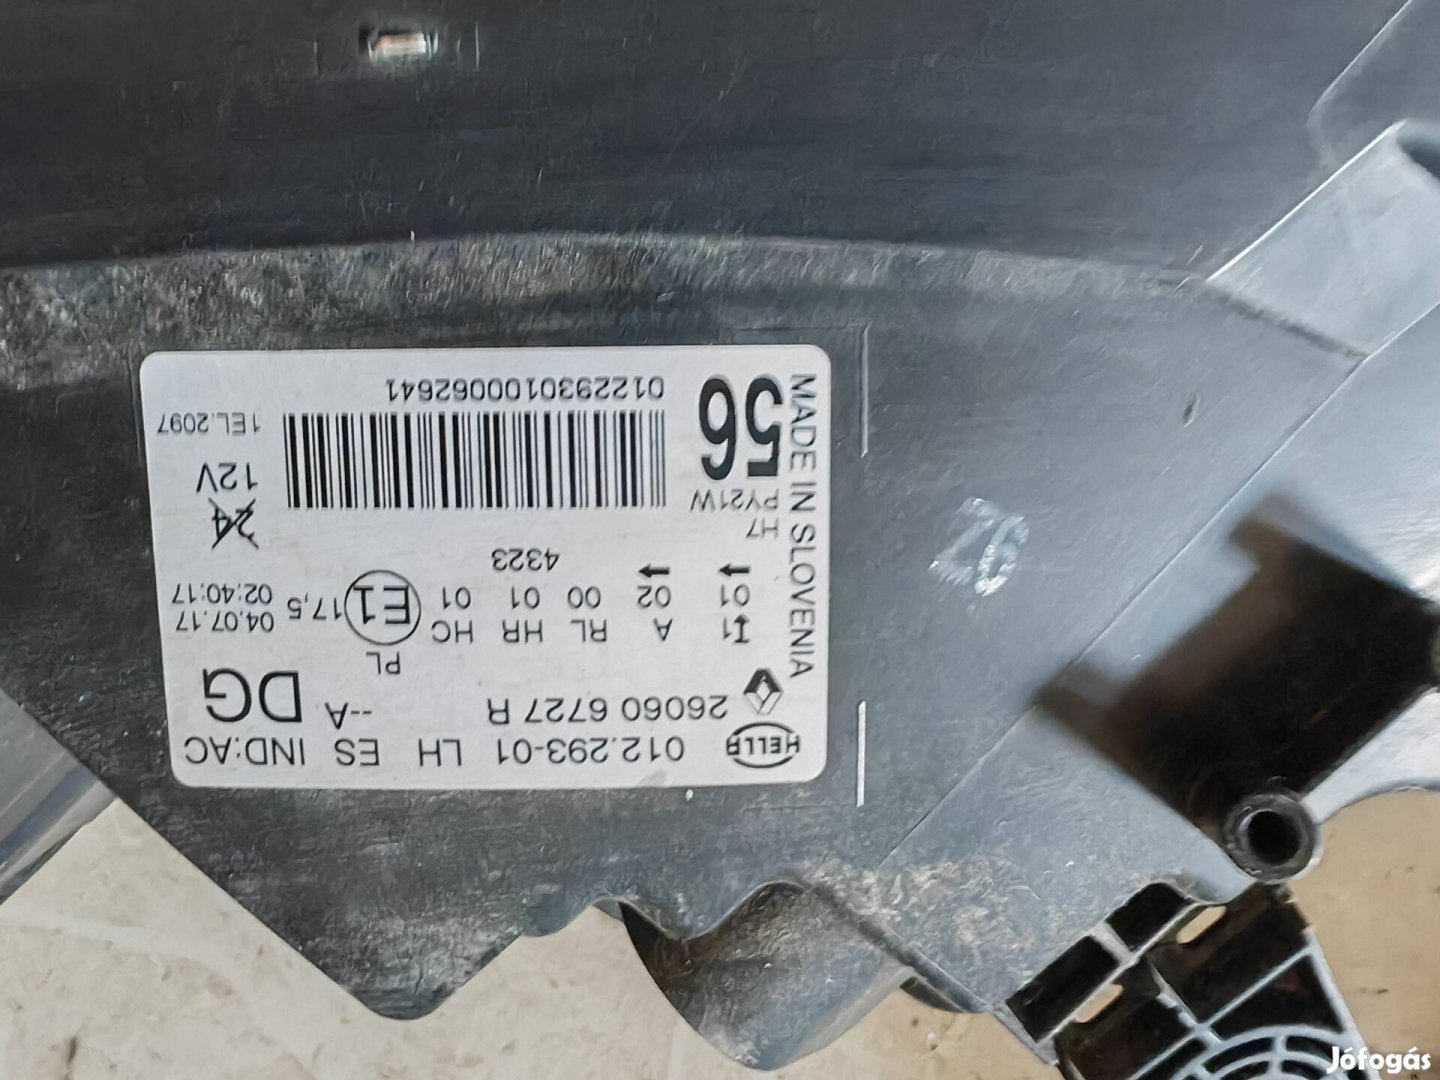 HELLA 012.293-01 LH ES IND:AC
26060 6727 R --A DG
PL
1 A RL HR HC E1 17,5 04.07.17
01 02 00 01 01 02:40:17
4323
H7
PY21W
24 12V
56
1EL.2097
012293010062641
MADE IN SLOVENIA
26
Jófogás